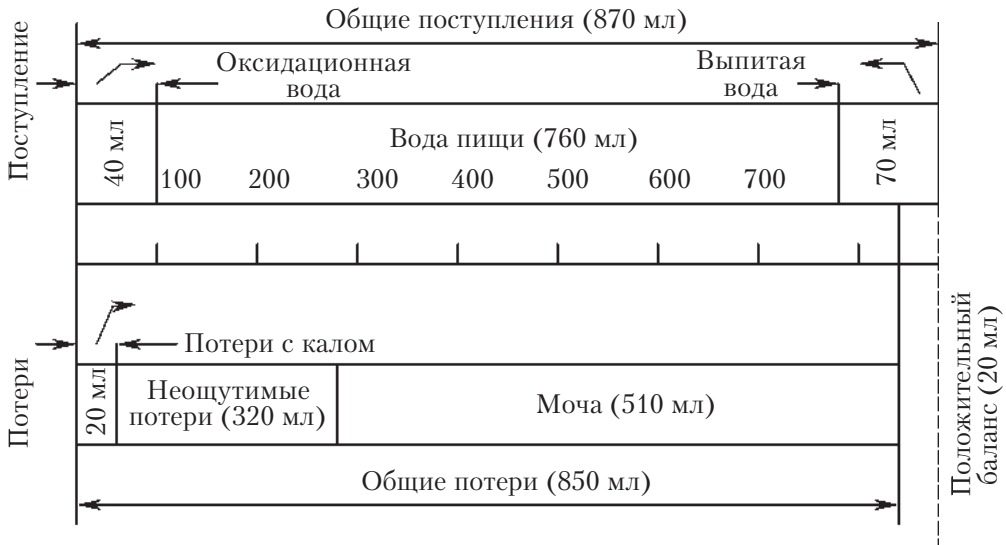 Общие поступления (870 мл)
Поступление
Оксидационная
вода
Выпитая
вода
40 мл
Вода пищи (760 мл)
70 мл
100 200 300 400 500 600 700
Потери
Потери с калом
20 мл
Неощутимые
потери (320 мл)
Моча (510 мл)
Общие потери (850 мл)
Положительный
баланс (20 мл)